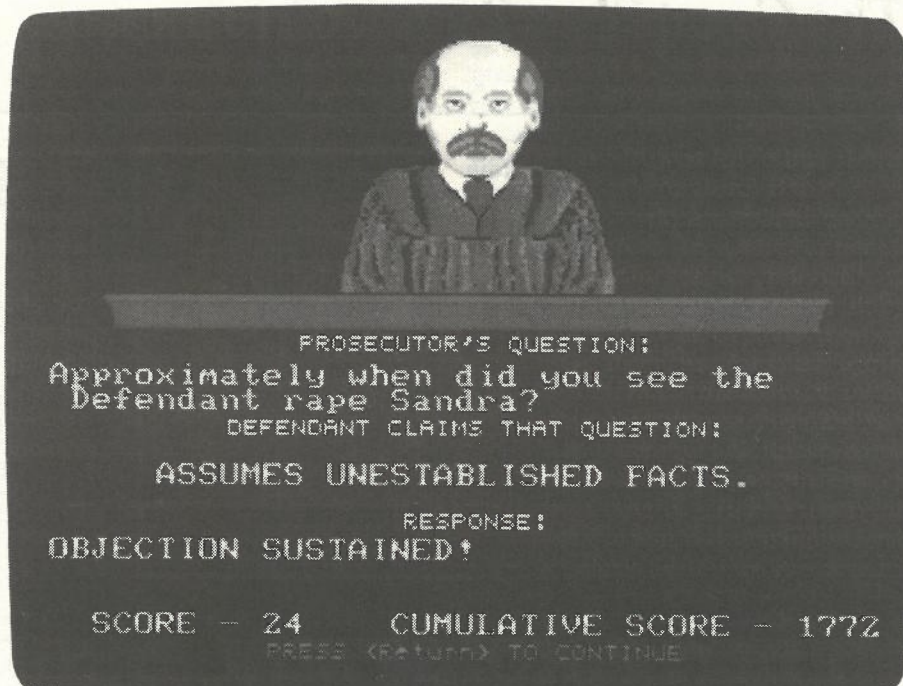 PROSECUTOR'S QUESTION:
Approximately when did you see the
Defendant rape Sandra?
DEFENDANT CLAIMS THAT QUESTION:
ASSUMES UNESTABLISHED FACTS.
RESPONSE:
OBJECTION SUSTAINED!
SCORE - 24 CUMULATIVE SCORE - 1772
PRESS <Return> TO CONTINUE